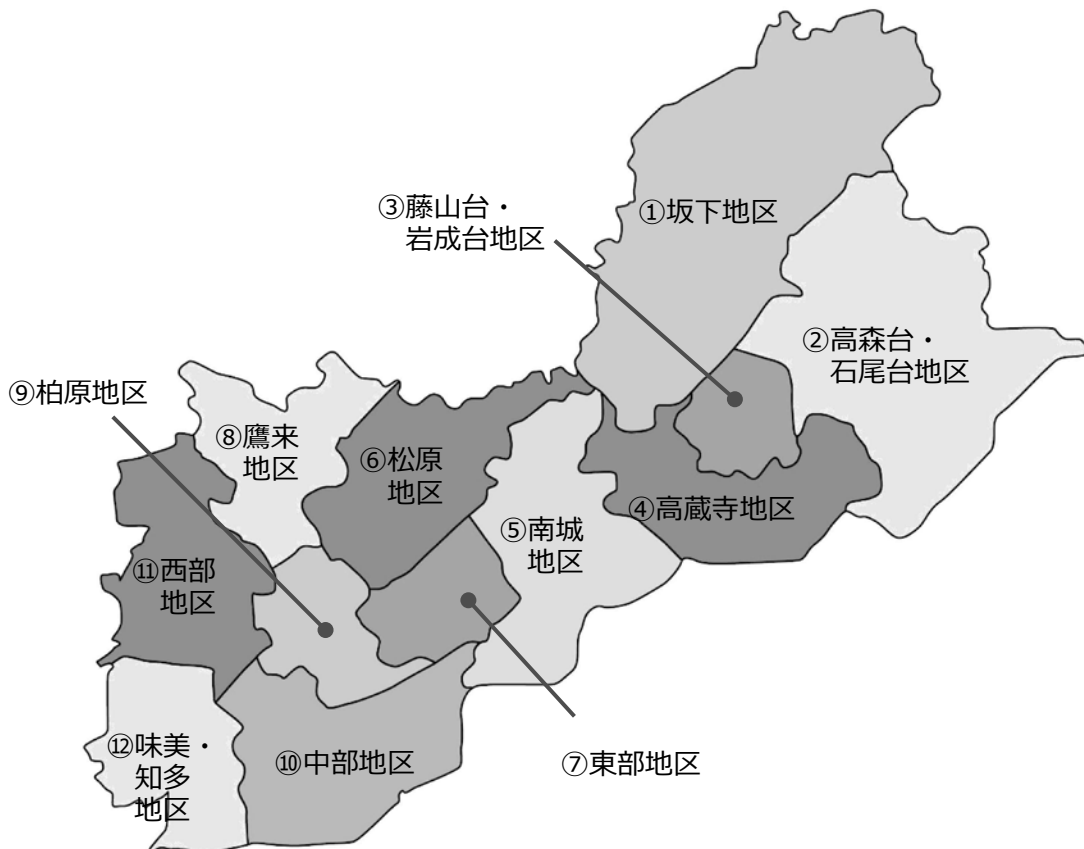 ①坂下地区
③藤山台・
岩成台地区
②高森台・
石尾台地区
⑨柏原地区
⑧鷹来
地区
⑥松原
地区
④高蔵寺地区
⑤南城
地区
⑪西部
地区
⑫味美・
知多
地区
⑩中部地区
⑦東部地区